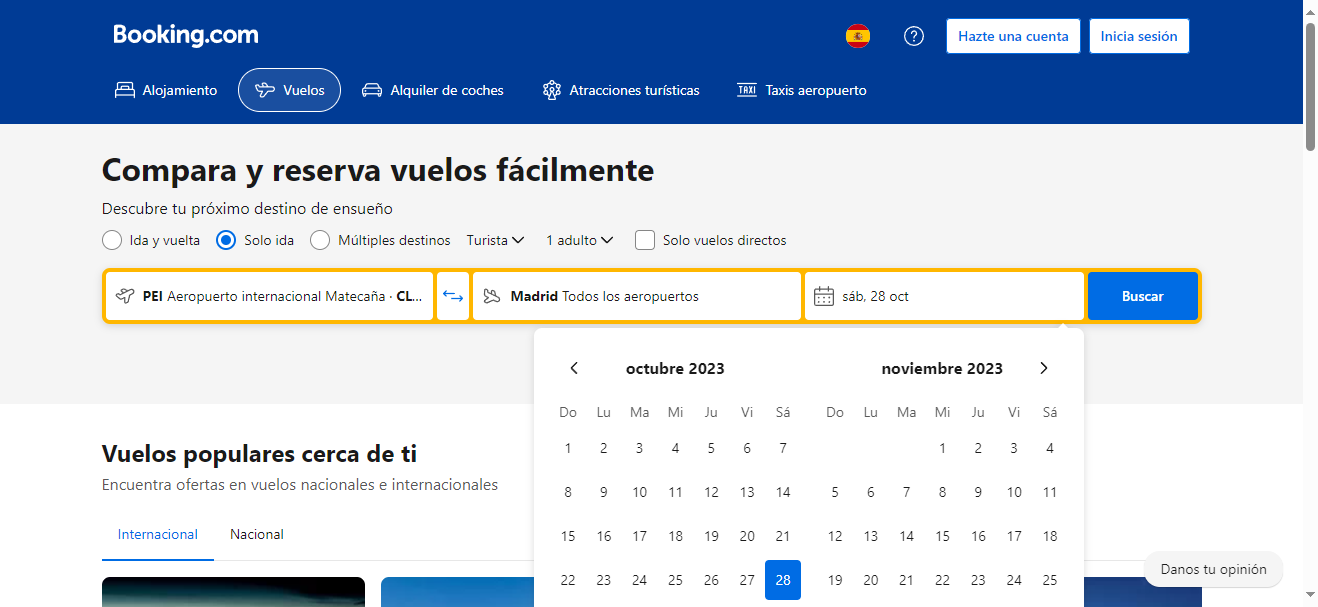 Booking.com
Hazte una cuenta
Inicia sesión
Alojamiento
Vuelos
Alquiler de coches
Atracciones turísticas
TAXI Taxis aeropuerto
Compara y reserva vuelos fácilmente
Descubre tu próximo destino de ensueño
Ida y vuelta Solo ida Múltiples destinos Turista 1 adulto Solo vuelos directos
PEI Aeropuerto internacional Matecaña · CL...
Madrid Todos los aeropuertos
sáb, 28 oct
Buscar
octubre 2023
Do Lu Ma Mi Ju Vi Sá
1 2 3 4 5 6 7
8 9 10 11 12 13 14
15 16 17 18 19 20 21
22 23 24 25 26 27 28
noviembre 2023
Do Lu Ma Mi Ju Vi Sá
1 2 3 4
5 6 7 8 9 10 11
12 13 14 15 16 17 18
19 20 21 22 23 24 25
Vuelos populares cerca de ti
Encuentra ofertas en vuelos nacionales e internacionales
Internacional Nacional
Danos tu opinión